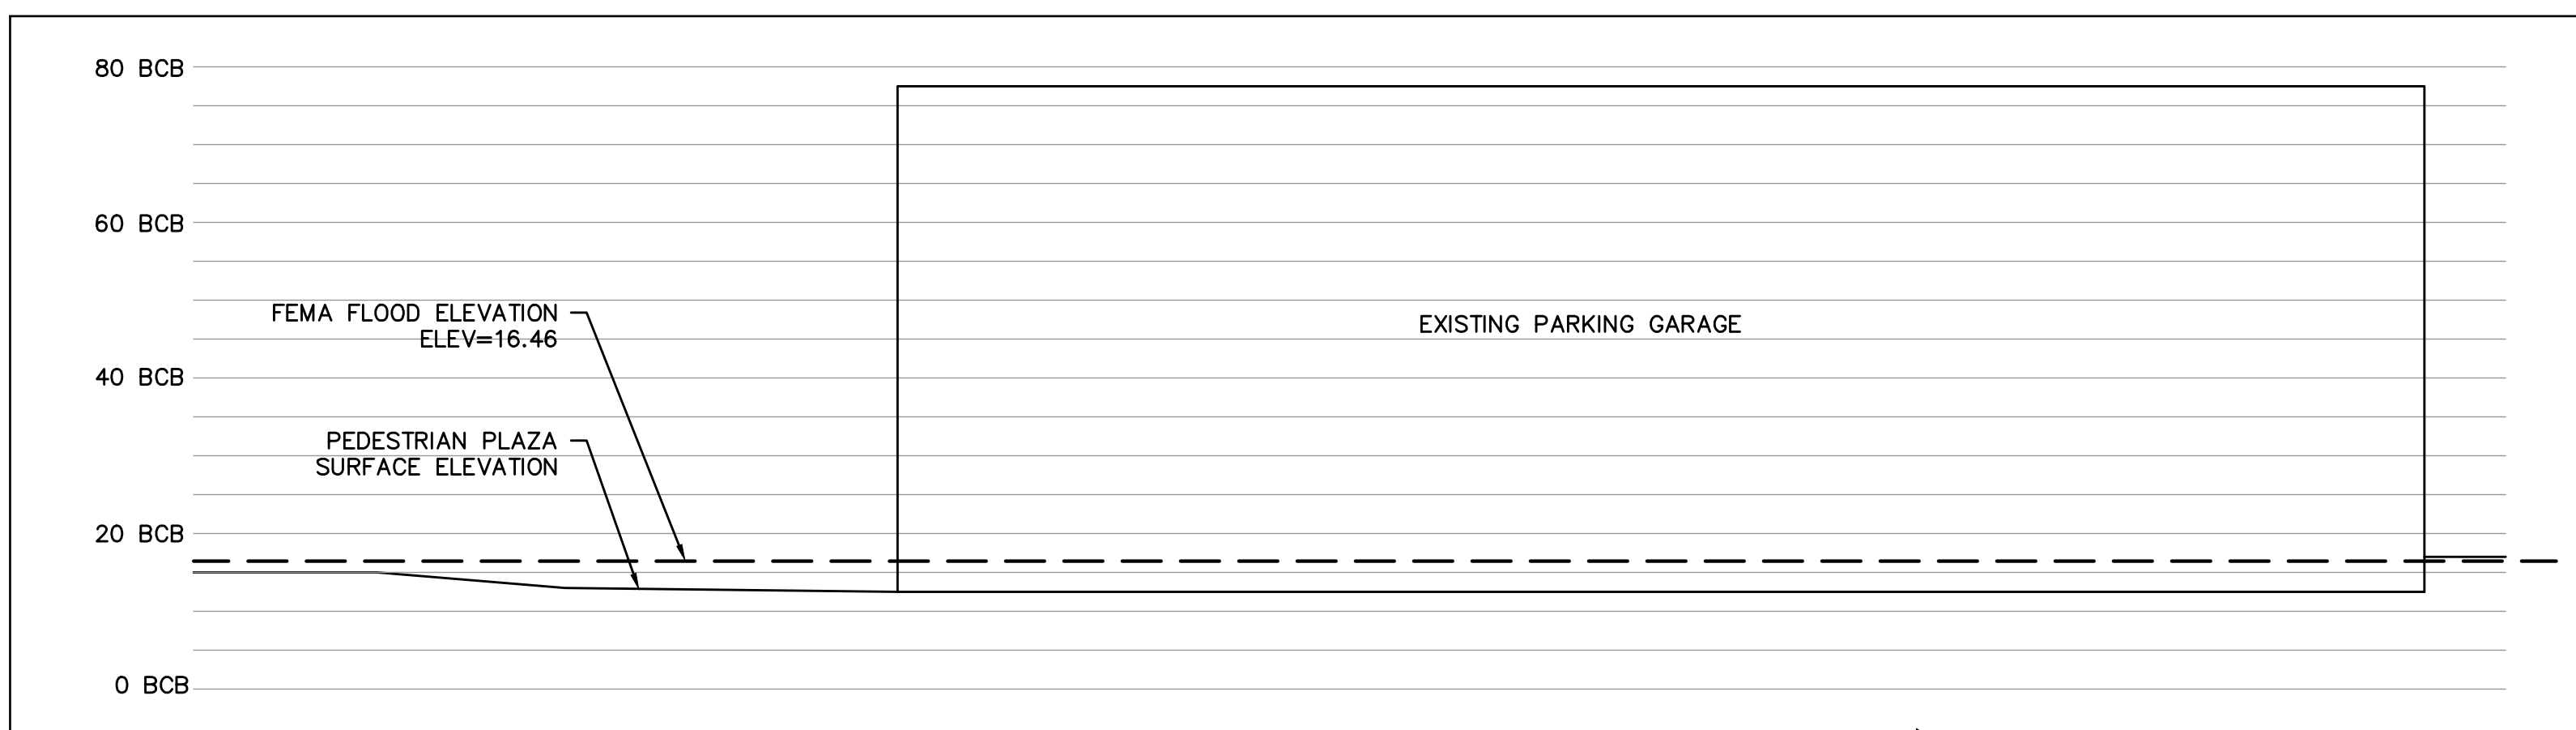 80 BCB
60 BCB
FEMA FLOOD ELEVATION
ELEV=16.46
EXISTING PARKING GARAGE
40 BCB
PEDESTRIAN PLAZA
SURFACE ELEVATION
20 BCB
0 BCB